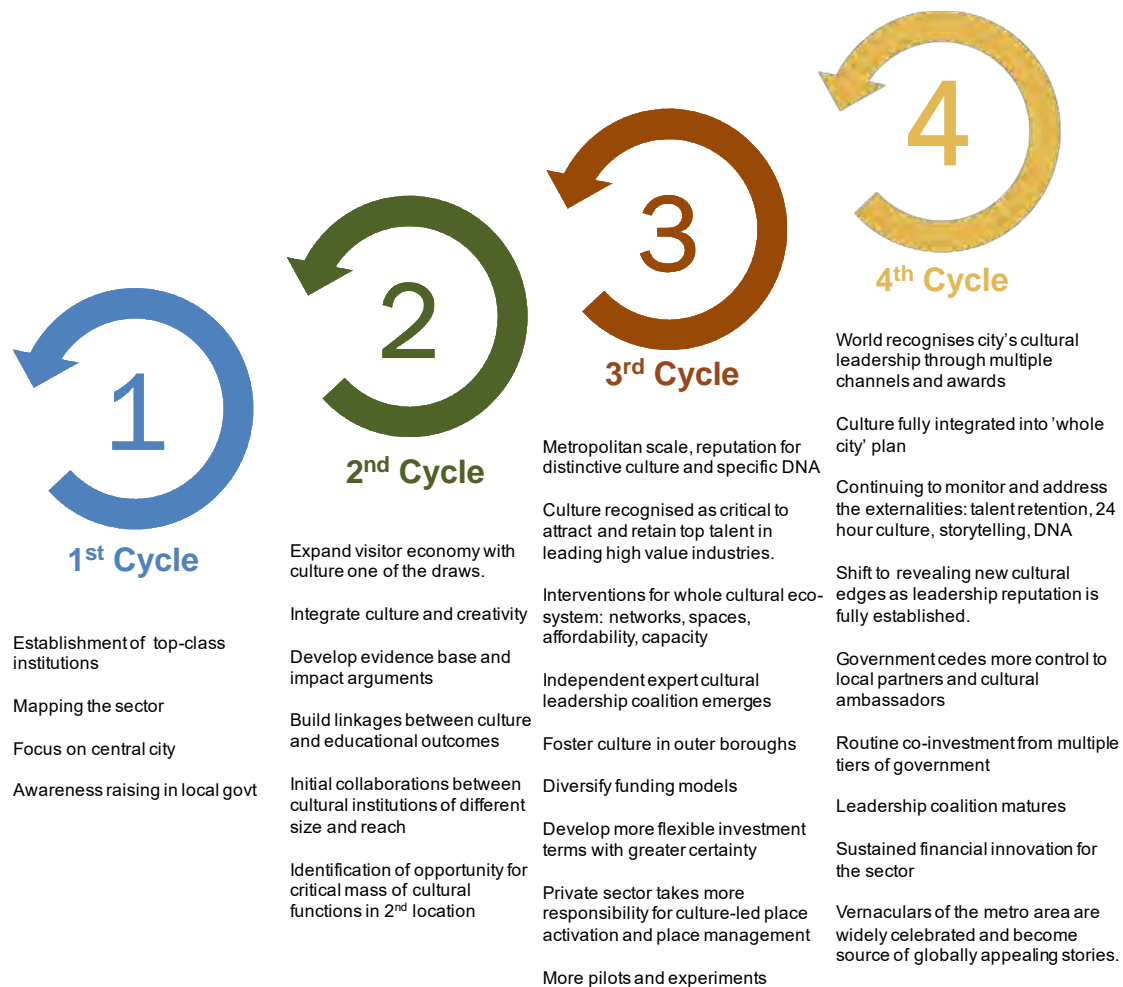 1
1st Cycle
Establishment of top-class
institutions
Mapping the sector
Focus on central city
Awareness raising in local govt
2
2nd Cycle
Expand visitor economy with
culture one of the draws.
Integrate culture and creativity
Develop evidence base and
impact arguments
Build linkages between culture
and educational outcomes
Initial collaborations between
cultural institutions of different
size and reach
Identification of opportunity for
critical mass of cultural
functions in 2nd location
3
3rd Cycle
Metropolitan scale, reputation for
distinctive culture and specific DNA
Culture recognised as critical to
attract and retain top talent in
leading high value industries.
Interventions for whole cultural eco-
system: networks, spaces,
affordability, capacity
Independent expert cultural
leadership coalition emerges
Foster culture in outer boroughs
Diversify funding models
Develop more flexible investment
terms with greater certainty
Private sector takes more
responsibility for culture-led place
activation and place management
More pilots and experiments
4
4th Cycle
World recognises city's cultural
leadership through multiple
channels and awards
Culture fully integrated into 'whole
city' plan
Continuing to monitor and address
the externalities: talent retention, 24
hour culture, storytelling, DNA
Shift to revealing new cultural
edges as leadership reputation is
fully established.
Government cedes more control to
local partners and cultural
ambassadors
Routine co-investment from multiple
tiers of government
Leadership coalition matures
Sustained financial innovation for
the sector
Vernaculars of the metro area are
widely celebrated and become
source of globally appealing stories.